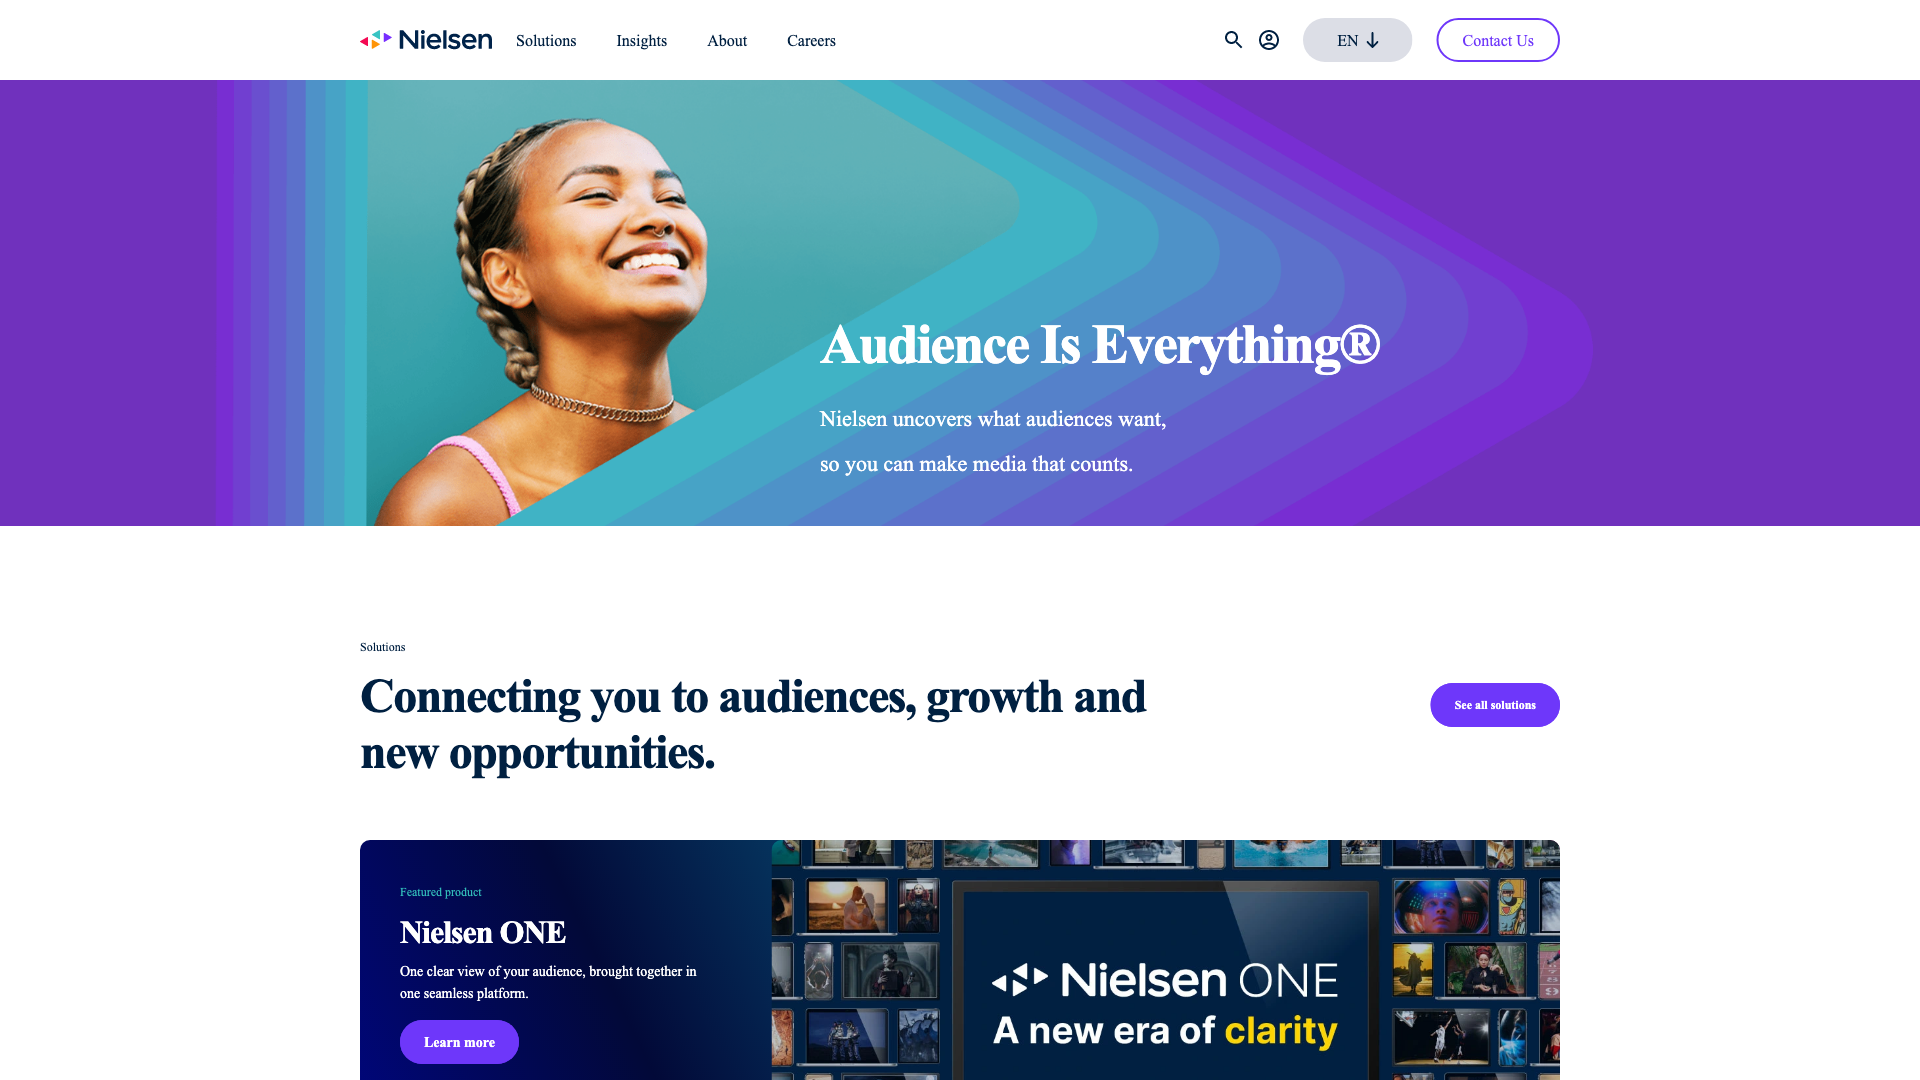 Nielsen
Solutions
Insights
About
Careers
EN
Contact Us
Audience Is Everything®
Nielsen uncovers what audiences want,
so you can make media that counts.
Solutions
Connecting you to audiences, growth and
new opportunities.
See all solutions
Featured product
Nielsen ONE
One clear view of your audience, brought together in
one seamless platform.
Learn more
Nielsen ONE
A new era of clarity